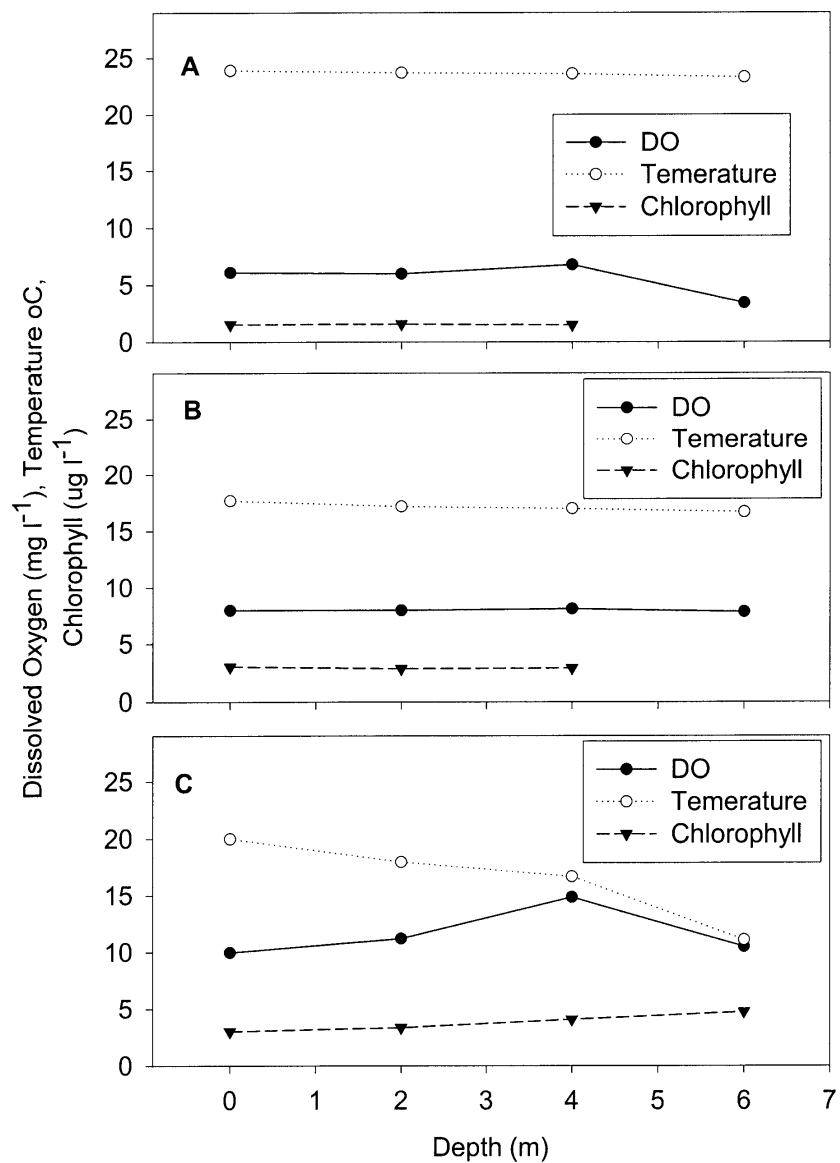 Dissolved Oxygen (mg l-1), Temperature oC,
Chlorophyll (ug l-1)
A
25
20
15
10
5
0
DO
Temerature
Chlorophyll
B
25
20
15
10
5
0
DO
Temerature
Chlorophyll
C
25
20
15
10
5
0
DO
Temerature
Chlorophyll
0 1 2 3 4 5 6 7
Depth (m)